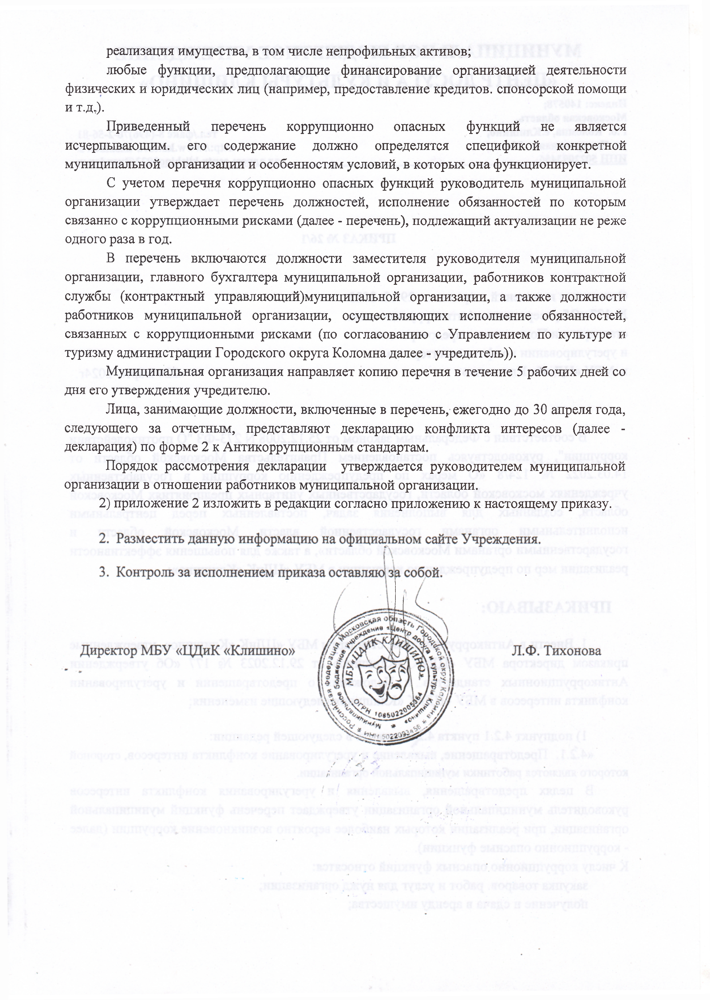 реализация имущества, в том числе непрофильных активов;
любые функции, предполагающие финансирование организацией деятельности
физических и юридических лиц (например, предоставление кредитов. спонсорской помощи
и т.д.).
Приведенный перечень коррупционно опасных функций не является
исчерпывающим. его содержание должно определятся спецификой конкретной
муниципальной организации и особенностям условий, в которых она функционирует.
С учетом перечня коррупционно опасных функций руководитель муниципальной
организации утверждает перечень должностей, исполнение обязанностей по которым
связанно с коррупционными рисками (далее - перечень), подлежащий актуализации не реже
одного раза в год.
В перечень включаются должности заместителя руководителя муниципальной
организации, главного бухгалтера муниципальной организации, работников контрактной
службы (контрактный управляющий)муниципальной организации, а также должности
работников муниципальной организации, осуществляющих исполнение обязанностей,
связанных с коррупционными рисками (по согласованию с Управлением по культуре и
туризму администрации Городского округа Коломна далее - учредитель)).
Муниципальная организация направляет копию перечня в течение 5 рабочих дней со
дня его утверждения учредителю.
Лица, занимающие должности, включенные в перечень, ежегодно до 30 апреля года,
следующего за отчетным, представляют декларацию конфликта интересов (далее -
декларация) по форме 2 к Антикоррупционным стандартам.
Порядок рассмотрения декларации утверждается руководителем муниципальной
организации в отношении работников муниципальной организации.
2) приложение 2 изложить в редакции согласно приложению к настоящему приказу.
2. Разместить данную информацию на официальном сайте Учреждения.
3. Контроль за исполнением приказа оставляю за собой.
Директор МБУ «ЦДиК «Клишино» Л.Ф. Тихонова
Российская Федерация Московская область Городской округ Коломна * ИНН 5022093456 *
Муниципальное бюджетное учреждение «Центр досуга и культуры Клишино» *
МБУ«ЦДИК КЛИШИНО»
ОГРН 1085022005364